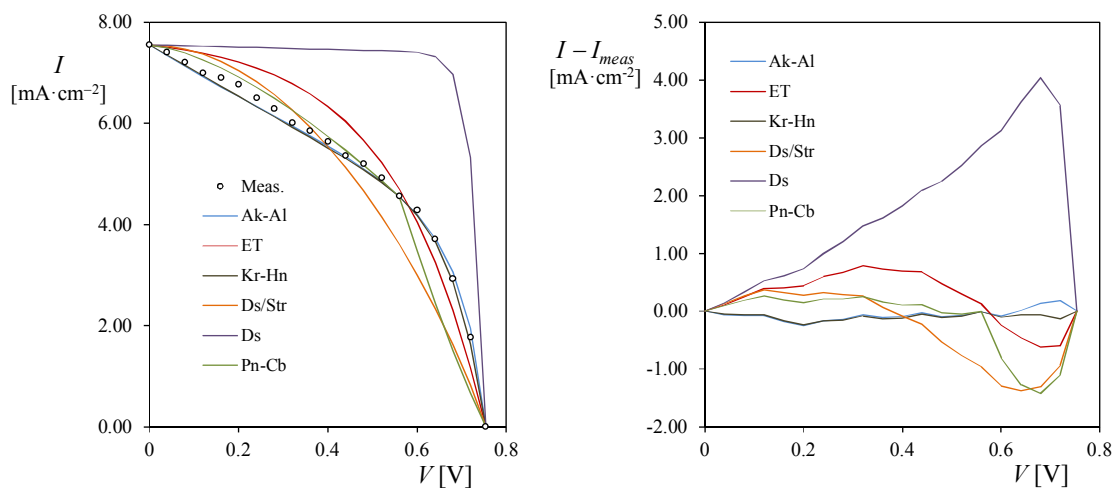 8.00
I
[mA·cm⁻²]
6.00
4.00
2.00
0.00
Meas.
Ak-Al
ET
Kr-Hn
Ds/Str
Ds
Pn-Cb
0
0.2
0.4
0.6
0.8
V [V]
5.00
I – Imeas
[mA·cm⁻²]
4.00
3.00
2.00
1.00
0.00
-1.00
-2.00
Ak-Al
ET
Kr-Hn
Ds/Str
Ds
Pn-Cb
0
0.2
0.4
0.6
0.8
V [V]